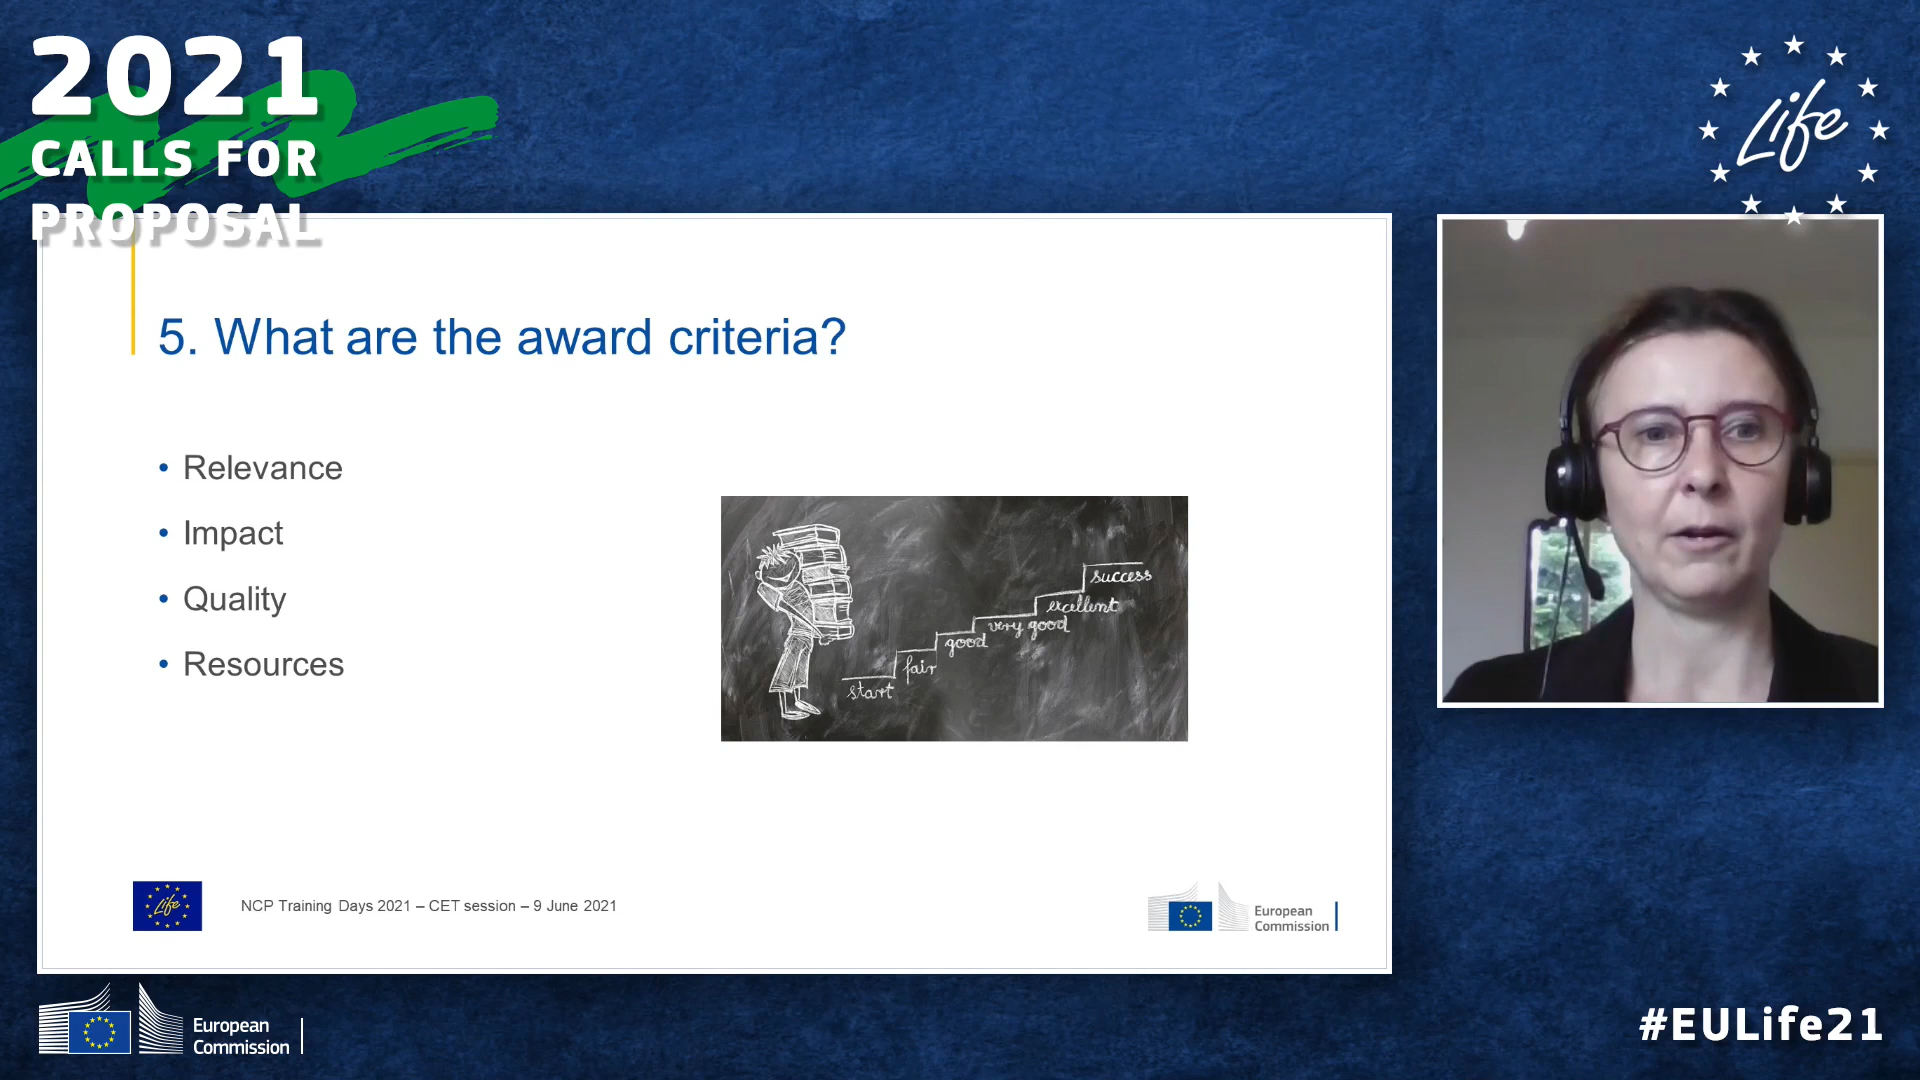 2021
CALLS FOR
PROPOSAL
Life
5. What are the award criteria?
• Relevance
• Impact
• Quality
• Resources
success
excellent
very good
good
fair
start
Life
NCP Training Days 2021 – CET session – 9 June 2021
European
Commission
European
Commission
#EULife21